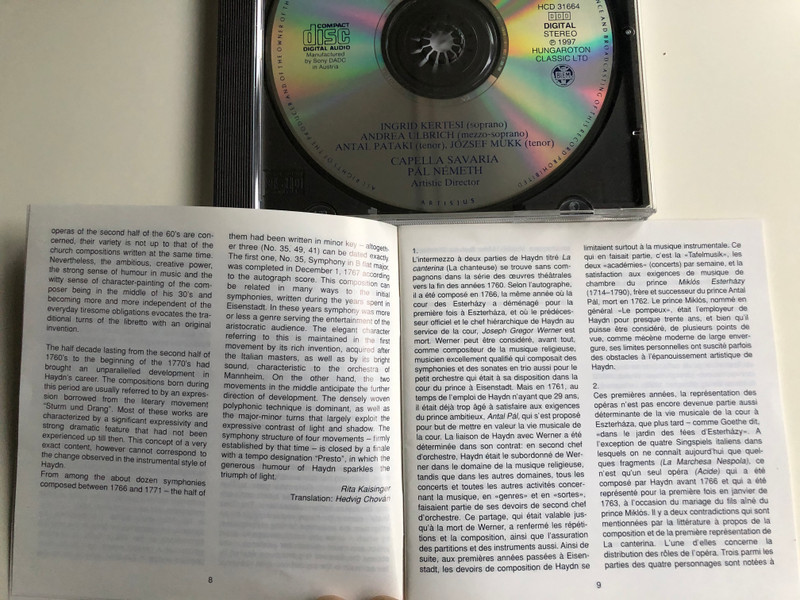 COMPACT
disc
DIGITAL AUDIO
Manufactured
by Sony DADC
in Austria
HCD 31664
DDD
DIGITAL
STEREO
℗ 1997
HUNGAROTON
CLASSIC LTD
INGRID KERTESI (soprano)
ANDREA ULBRICH (mezzo-soprano)
ANTAL PATAKI (tenor), JÓZSEF MUKK (tenor)
CAPELLA SAVARIA
PÁL NÉMETH
Artistic Director
ARTISJUS
operas of the second half of the 60's are con-
cerned, their variety is not up to that of the
church compositions written at the same time.
Nevertheless, the ambitious, creative power,
the strong sense of humour in music and the
witty sense of character-painting of the com-
poser being in the middle of his 30's and
becoming more and more independent of the
everyday tiresome obligations evocates the tra-
ditional turns of the libretto with an original
invention.
The half decade lasting from the second half of
1760's to the beginning of the 1770's had
brought an unparailelled development in
Haydn's career. The compositions born during
this period are usually referred to by an expres-
sion borrowed from the literary movement
"Sturm und Drang". Most of these works are
characterized by a significant expressivity and
strong dramatic feature that had not been
experienced up till then. This concept of a very
exact content, however cannot correspond to
the change observed in the instrumental style of
Haydn.
From among the about dozen symphonies
composed between 1766 and 1771 – the half of
8
them had been written in minor key – altogeth-
er three (No. 35, 49, 41) can be dated exactly
The first one, No. 35, Symphony in B flat major,
was completed in December 1, 1767 according
to the autograph score. This composition can
be related in many ways to the initial
symphonies, written during the years spent in
Eisenstadt. In these years symphony was more
or less a genre serving the entertainment of the
aristocratic audience. The elegant character
referring to this is maintained in the first
movement by its rich invention, acquired after
the Italian masters, as well as by its bright
sound, characteristic to the orchestra of
Mannheim. On the other hand, the two
movements in the middle anticipate the further
direction of development. The densely woven
polyphonic technique is dominant, as well as
the major-minor turns that largely exploit the
expressive contrast of light and shadow. The
symphony structure of four movements – firmly
established by that time – is closed by a finale
with a tempo designation "Presto", in which the
generous humour of Haydn sparkles the
triumph of light.
Rita Kaisinger
Translation: Hedvig Chován
1.
L'intermezzo à deux parties de Haydn titré La
canterina (La chanteuse) se trouve sans com-
pagnons dans la série des œuvres théâtrales
vers la fin des années 1760. Selon l'autographe,
il a été composé en 1766, la même année où la
cour des Esterházy a déménagé pour la
première fois à Eszterháza, et où le prédéces-
seur officiel et le chef hiérarchique de Haydn au
service de la cour, Joseph Gregor Werner est
mort. Werner peut être considéré, avant tout,
comme compositeur de la musique religieuse,
musicien excellement qualifié qui composait des
symphonies et des sonates en trio aussi pour le
petit orchestre qui était à sa disposition dans la
cour du prince à Eisenstadt. Mais en 1761, au
temps de l'emploi de Haydn n'ayant que 29 ans,
il était déjà trop âgé à satisfaire aux exigences
du prince ambitieux, Antal Pál, qui s'est proposé
pour but de mettre en valeur la vie musicale de
la cour. La liaison de Haydn avec Werner a été
déterminée dans son contrat: en second chef
d'orchestre, Haydn était le subordonné de Wer-
ner dans le domaine de la musique religieuse,
tandis que dans les autres domaines, tous les
concerts et toutes les autres activités concer-
nant la musique, en »genres« et en »sortes«,
faisaient partie de ses devoirs de second chef
d'orchestre. Ce partage, qui était valable jus-
qu'à la mort de Werner, a renfermé les répéti-
tions et la composition, ainsi que l'assuration
des partitions et des instruments aussi. Ainsi de
suite, aux premières années passées à Eisen-
stadt, les devoirs de composition de Haydn se
limitaient surtout à la musique instrumentale. Ce
qui en faisait partie, c'est la «Tafelmusik», les
deux «académies» (concerts) par semaine, et la
satisfaction aux exigences de musique de
chambre du prince Miklós Esterházy
(1714–1790), frère et successeur du prince Antal
Pál, mort en 1762. Le prince Miklós, nommé en
général «Le pompeux», était l'employeur de
Haydn pour presque trente ans, et bien qu'il
puisse être considéré, de plusieurs points de
vue, comme mécène moderne de large enver-
gure, ses limites personnelles ont suscité parfois
des obstacles à l'épanouissement artistique de
Haydn.
2.
Ces premières années, la représentation des
opéras n'est pas encore devenue partie aussi
déterminante de la vie musicale de la cour à
Eszterháza, que plus tard – comme Goethe dit,
«dans le jardin des fées d'Esterházy». A
l'exception de quatre Singspiels italiens dans
lesquels on ne connaît aujourd'hui que quel-
ques fragments (La Marchesa Nespola), ce
n'est qu'un seul opéra (Acide) qui a été
composé par Haydn avant 1766 et qui a été
représenté pour la première fois en janvier de
1763, à l'occasion du mariage du fils aîné du
prince Miklós. Il y a deux contradictions qui sont
mentionnées par la littérature à propos de la
composition et de la première représentation de
La canterina. L'une d'elles concerne la
distribution des rôles de l'opéra. Trois parmi les
parties des quatre personnages sont notées à
9